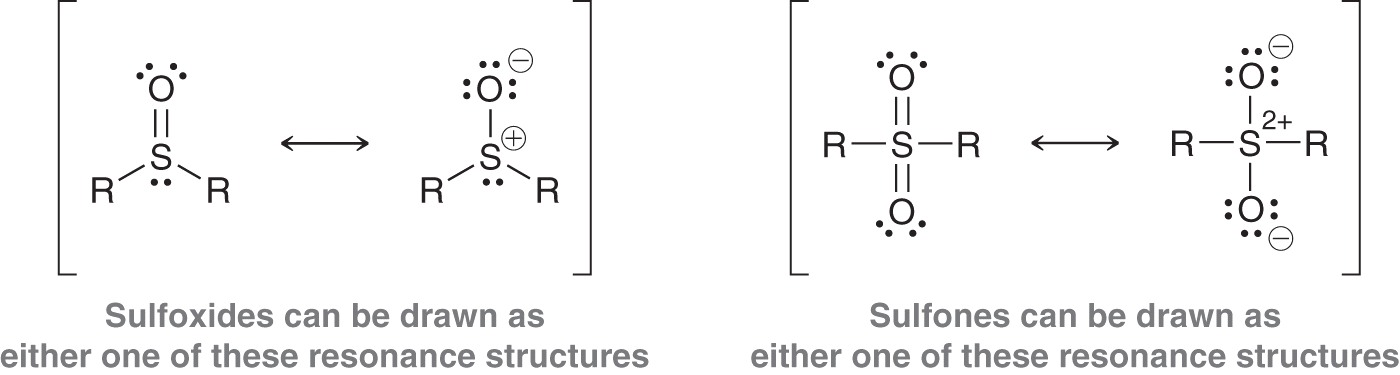 O
S
R R
O ⊖
S ⊕
R R
O
R S R
O
O ⊖
R S 2+ R
O ⊖
Sulfoxides can be drawn as
either one of these resonance structures
Sulfones can be drawn as
either one of these resonance structures